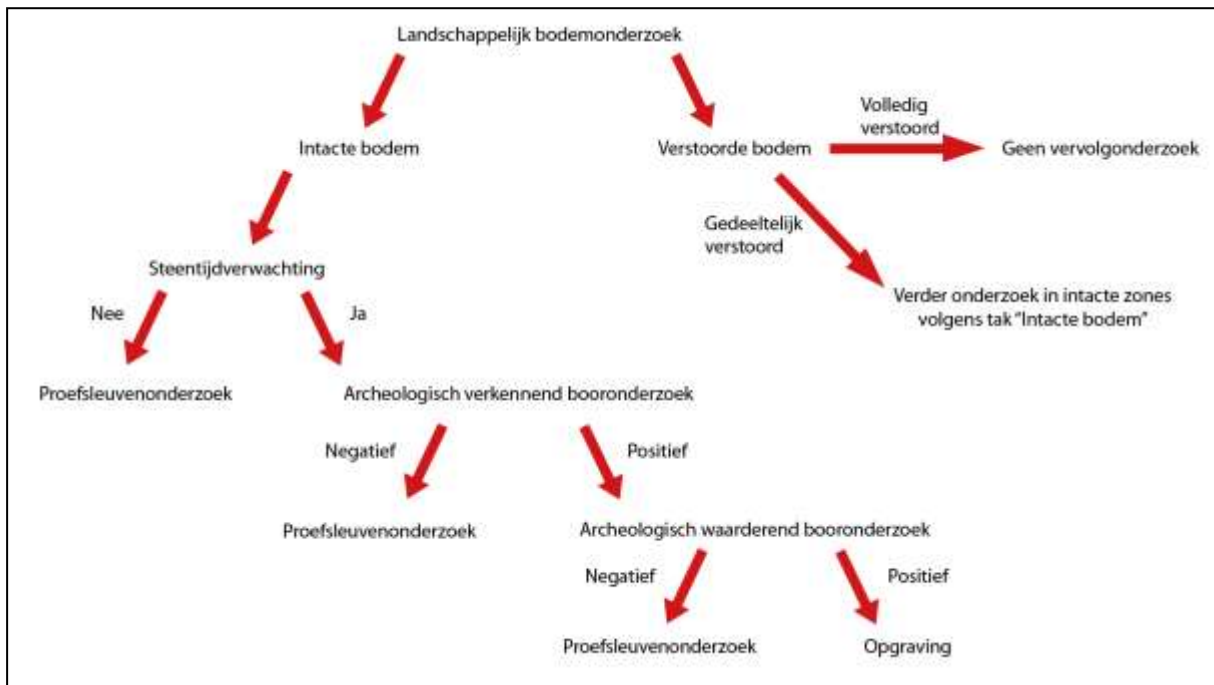 Landschappelijk bodemonderzoek
Volledig
verstoord
Intacte bodem
Verstoorde bodem
Geen vervolgonderzoek
Gedeeltelijk
verstoord
Steentijdverwachting
Verder onderzoek in intacte zones
volgens tak "Intacte bodem"
Nee
Ja
Proefsleuvenonderzoek
Archeologisch verkennend booronderzoek
Negatief
Positief
Proefsleuvenonderzoek
Archeologisch waarderend booronderzoek
Negatief
Positief
Proefsleuvenonderzoek
Opgraving